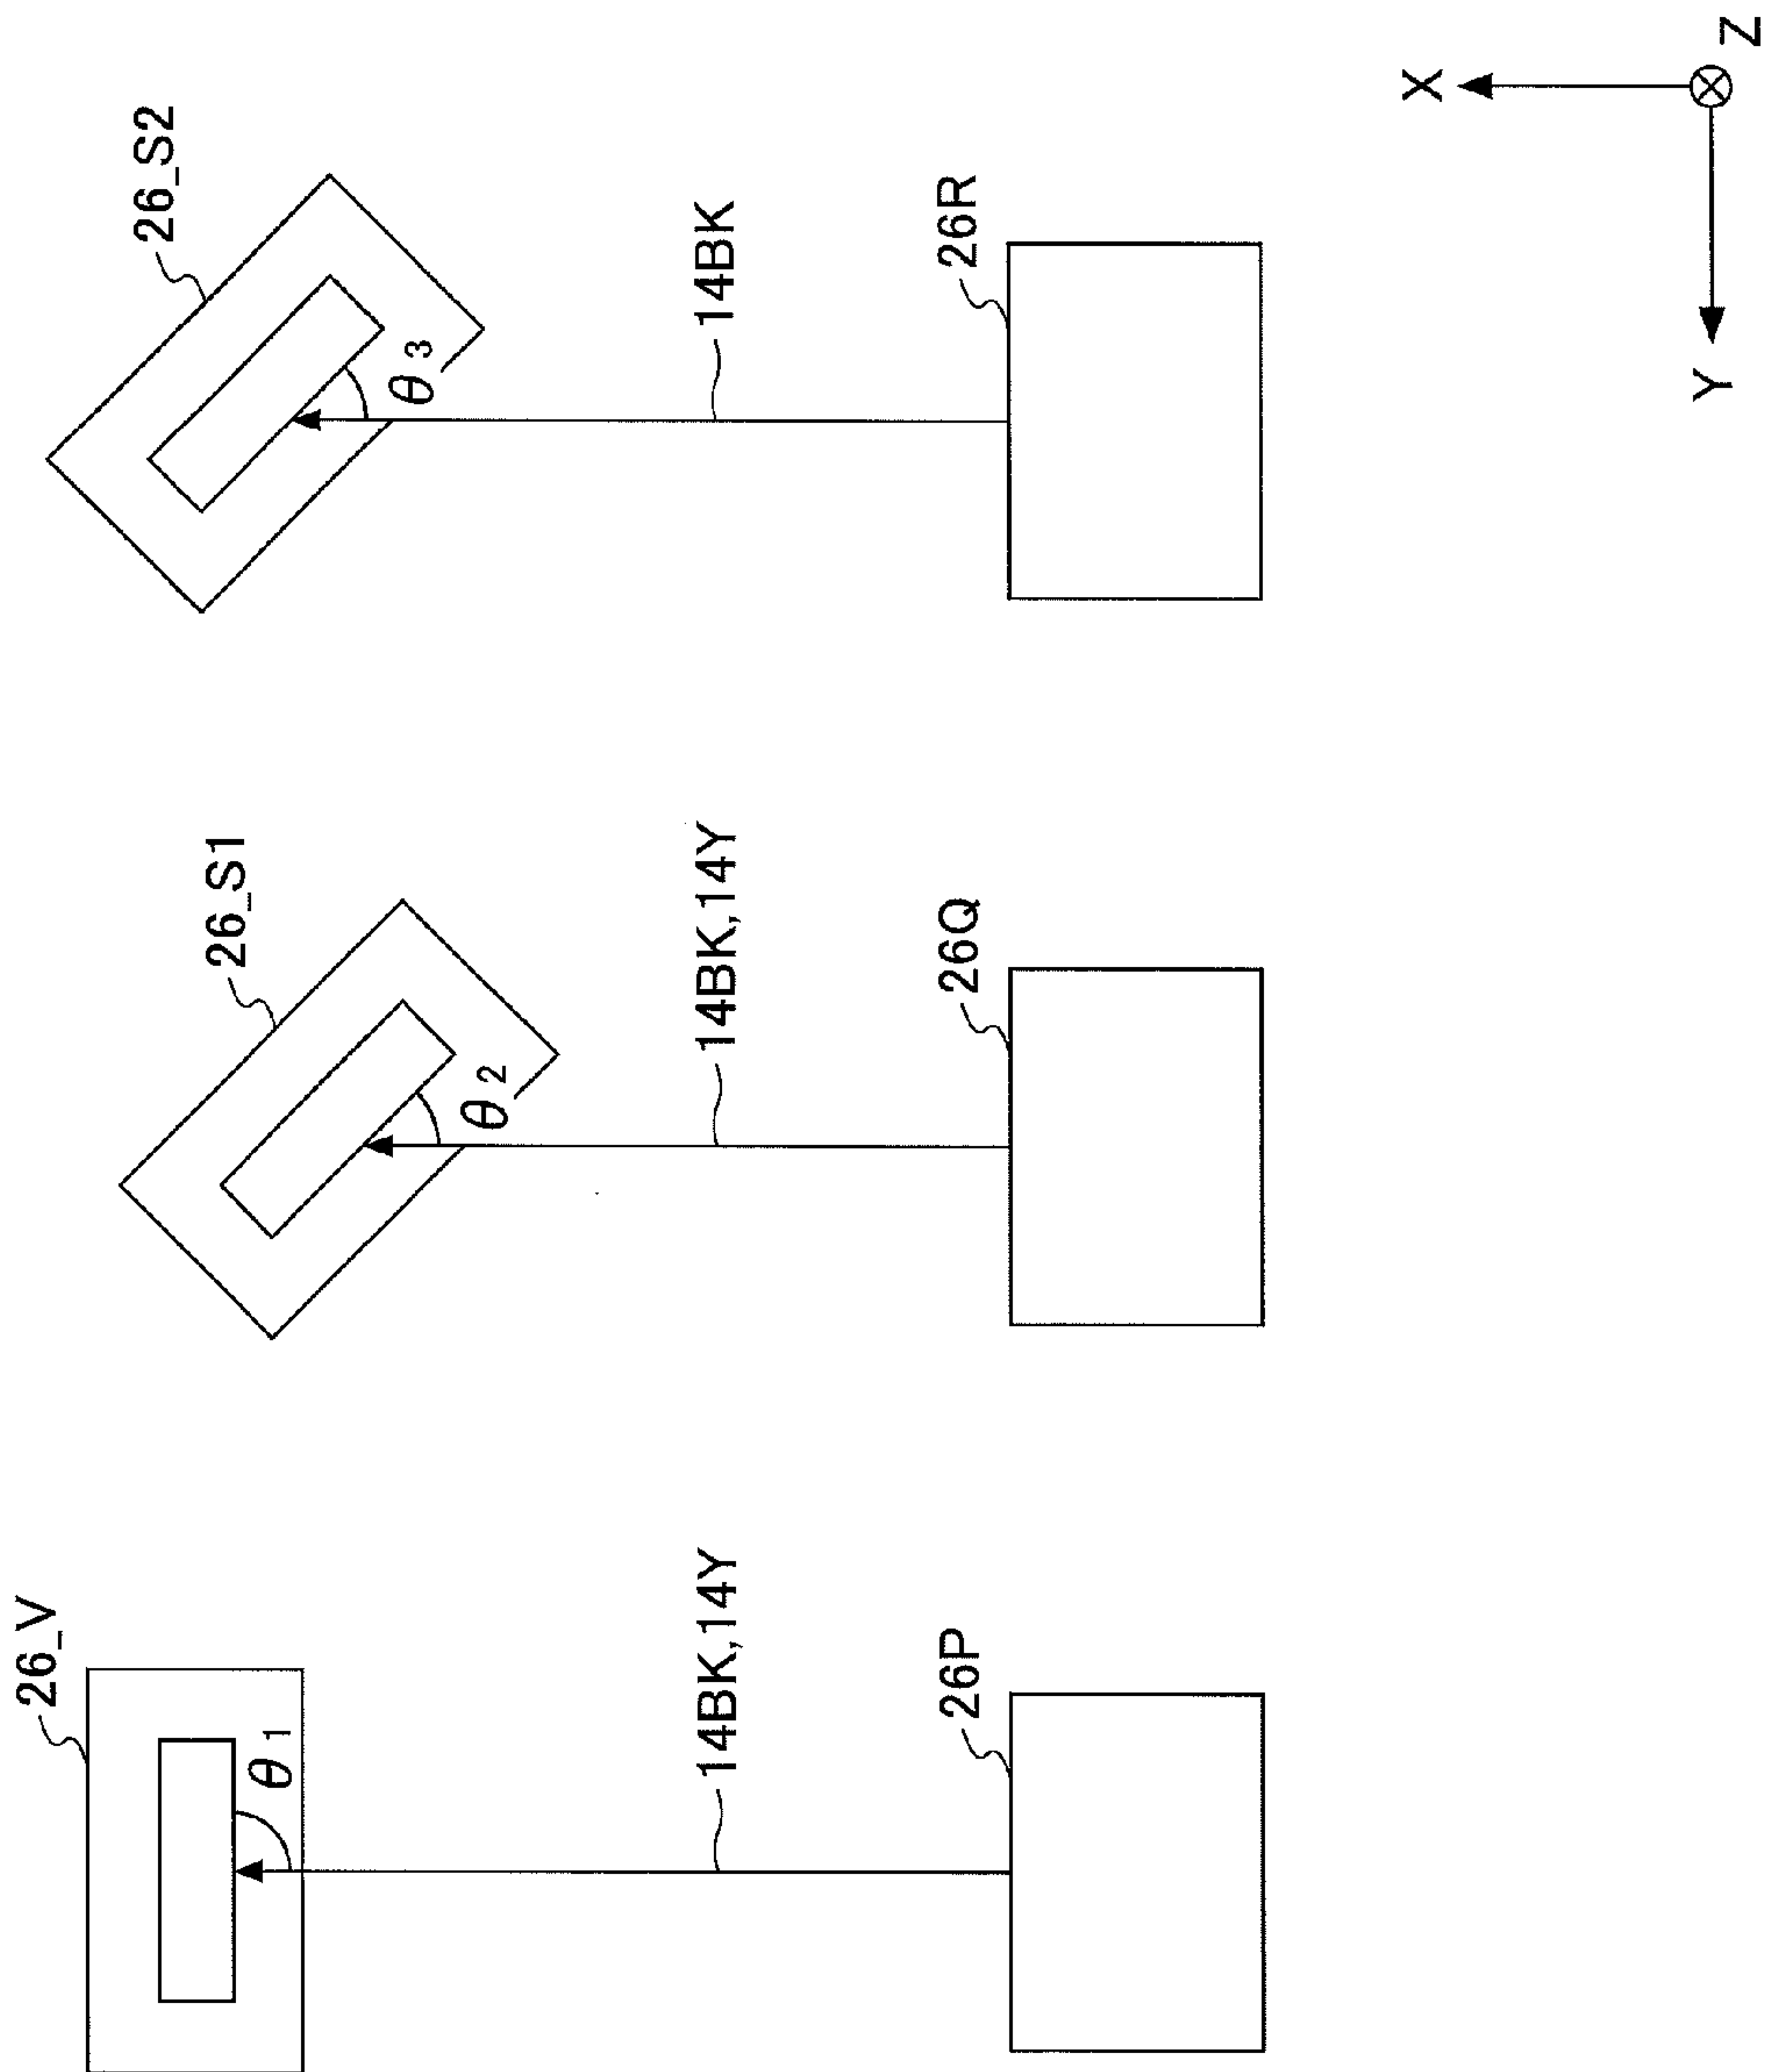 26_V
θ1
14BK,14Y
26P
26_S1
θ2
14BK,14Y
26Q
26_S2
θ3
14BK
26R
X
Y
Z